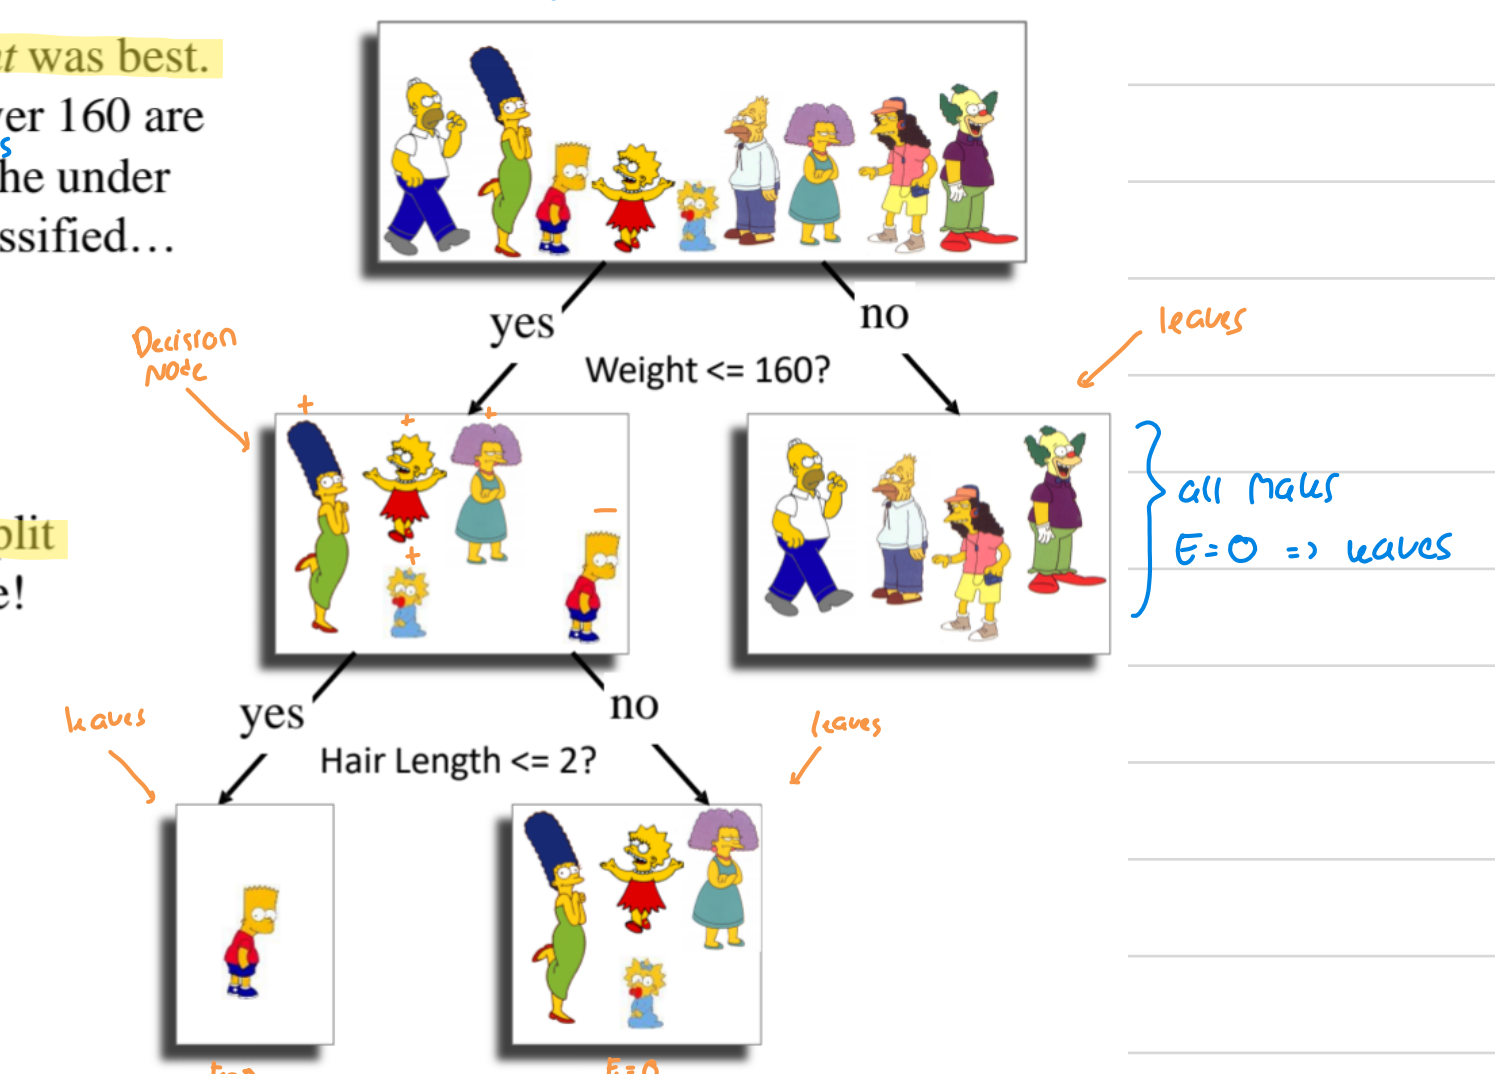 t was best.
er 160 are
s
he under
ssified…
yes
no
leaves
Decision
Node
Weight <= 160?
+ + +
−
+
all males
E=0 => leaves
plit
e!
yes
no
leaves
leaves
Hair Length <= 2?
E=0